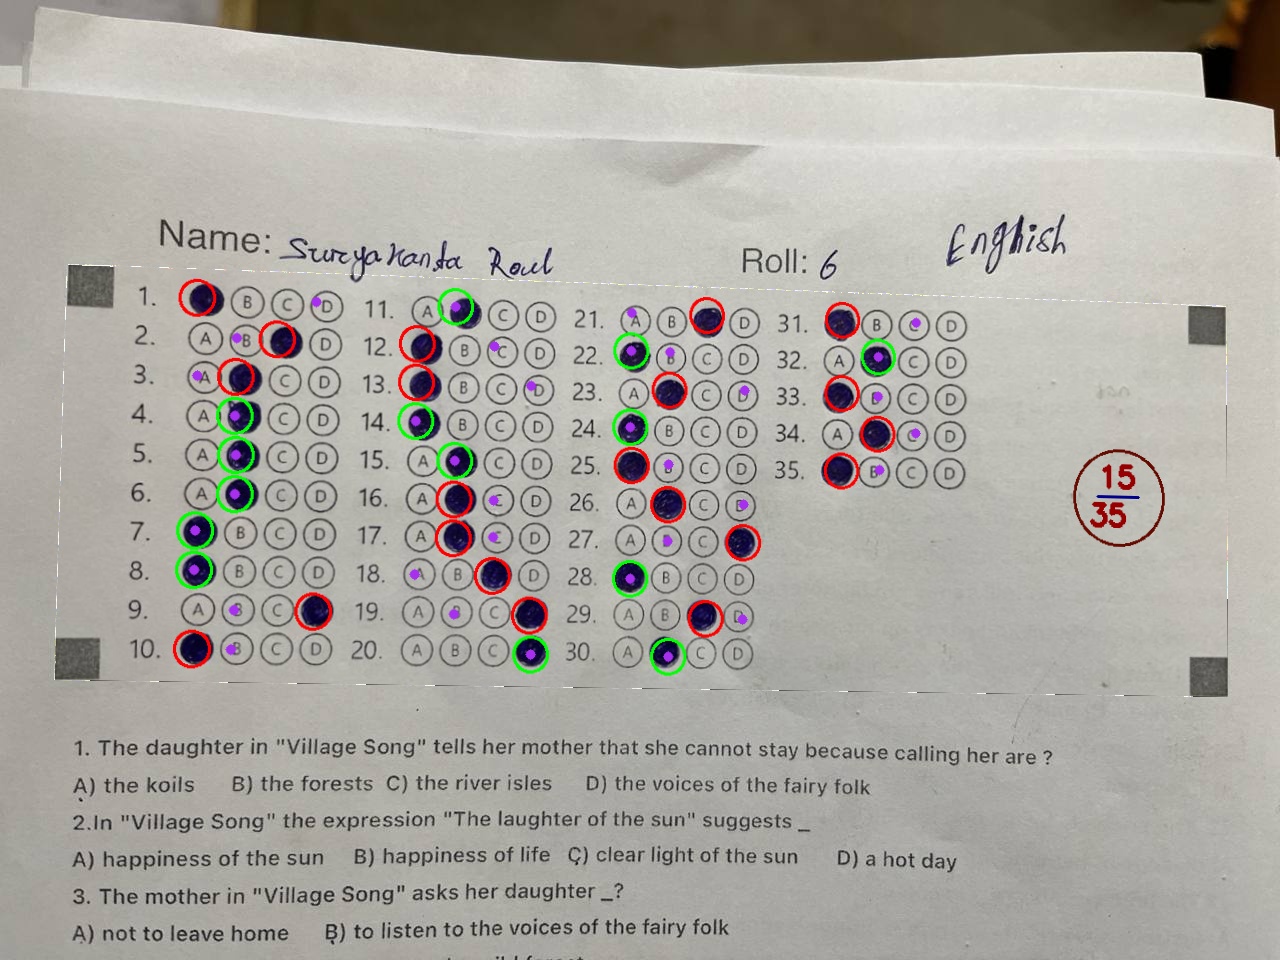 Name: Suryakanta Roul Roll: 6 English
1. B C D 11. A C D 21. A B D 31. B C D
2. A B D 12. B C D 22. B C D 32. A C D
3. A C D 13. B C D 23. A C D 33. B C D
4. A C D 14. B C D 24. B C D 34. A C D
5. A C D 15. A C D 25. B C D 35. B C D
6. A C D 16. A C D 26. A C D
7. B C D 17. A C D 27. A B C
8. B C D 18. A B D 28. B C D
9. A B C 19. A B C 29. A B D
10. B C D 20. A B C 30. A C D
15
35
1. The daughter in "Village Song" tells her mother that she cannot stay because calling her are ?
A) the koils B) the forests C) the river isles D) the voices of the fairy folk
2.In "Village Song" the expression "The laughter of the sun" suggests _
A) happiness of the sun B) happiness of life C) clear light of the sun D) a hot day
3. The mother in "Village Song" asks her daughter _?
A) not to leave home B) to listen to the voices of the fairy folk